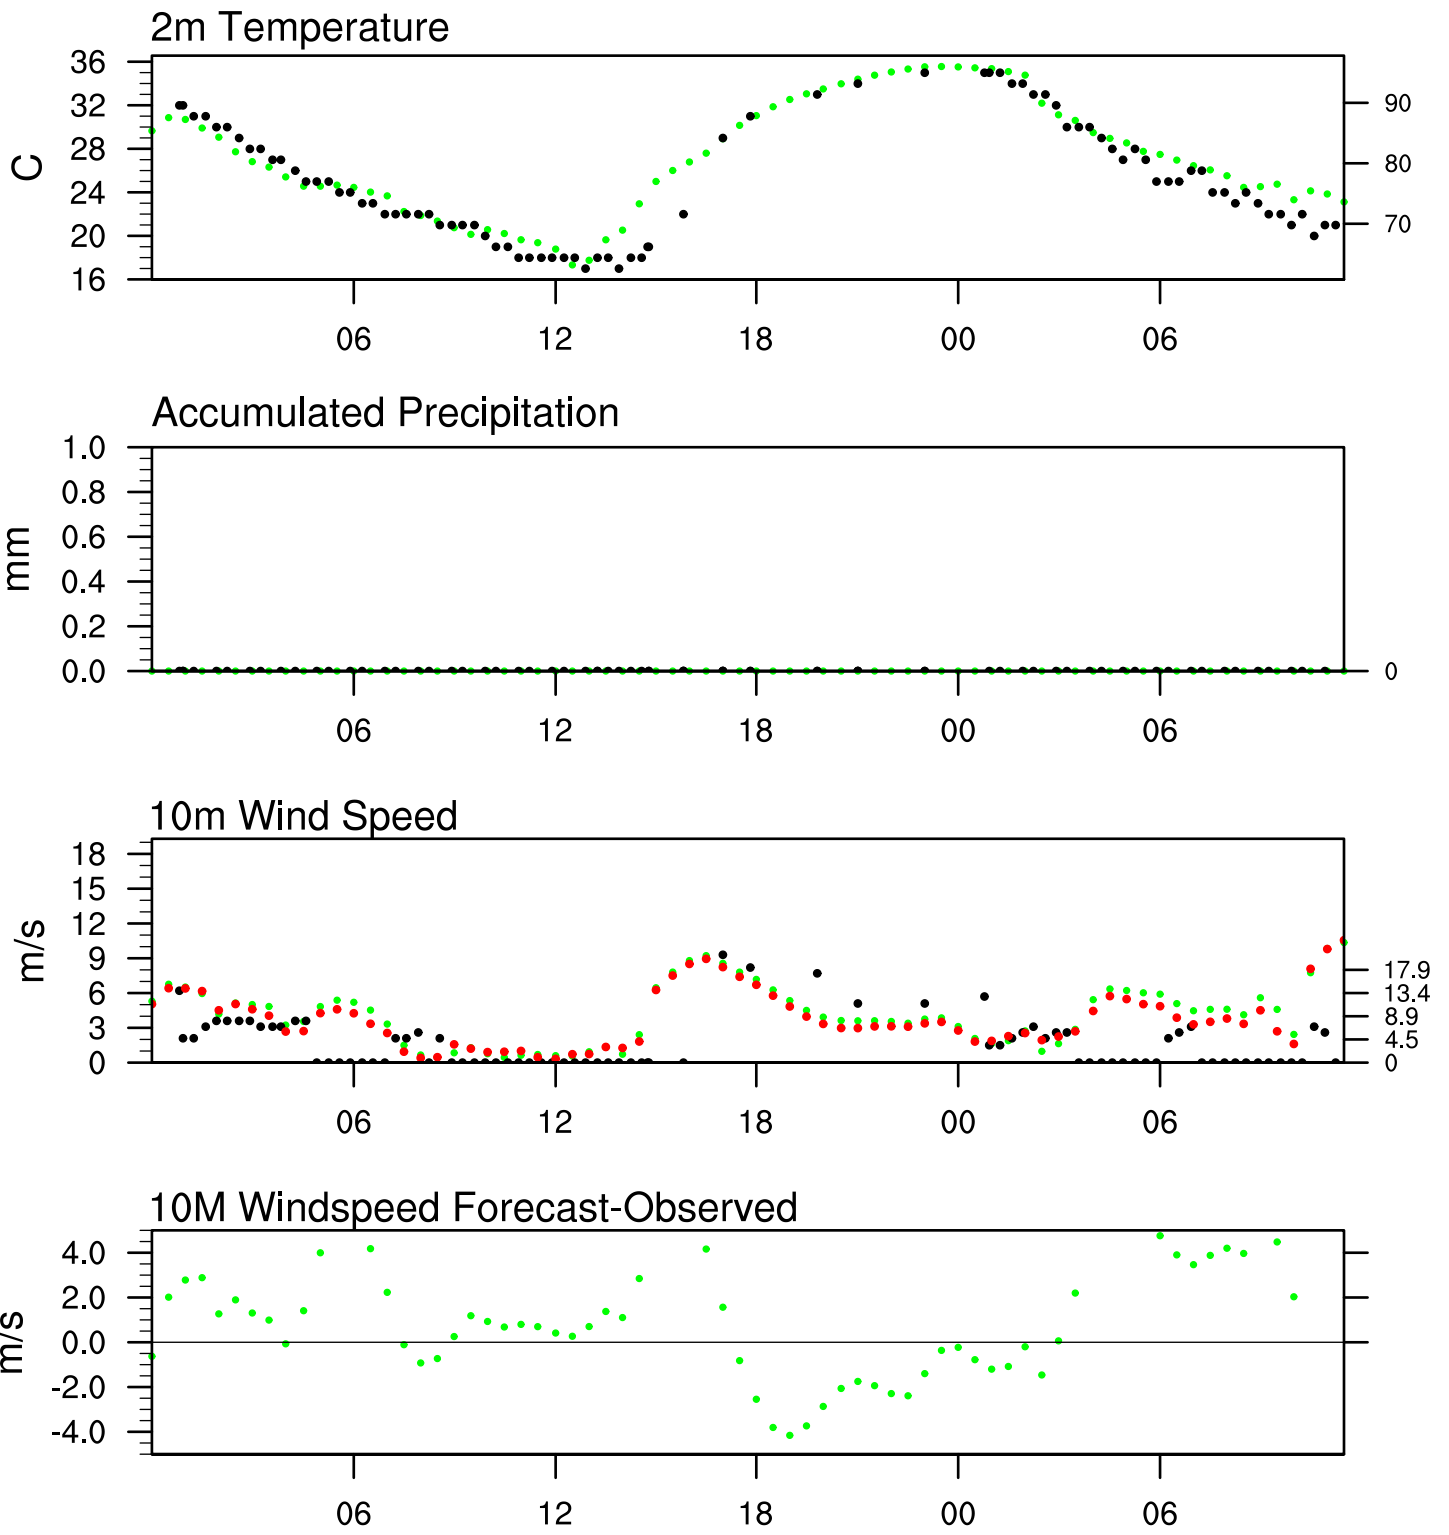 2m Temperature
36
32
28
24
20
16
C
90
80
70
06 12 18 00 06
Accumulated Precipitation
1.0
0.8
0.6
0.4
0.2
0.0
mm
0
06 12 18 00 06
10m Wind Speed
18
15
12
9
6
3
0
m/s
17.9
13.4
8.9
4.5
0
06 12 18 00 06
10M Windspeed Forecast-Observed
4.0
2.0
0.0
-2.0
-4.0
m/s
06 12 18 00 06